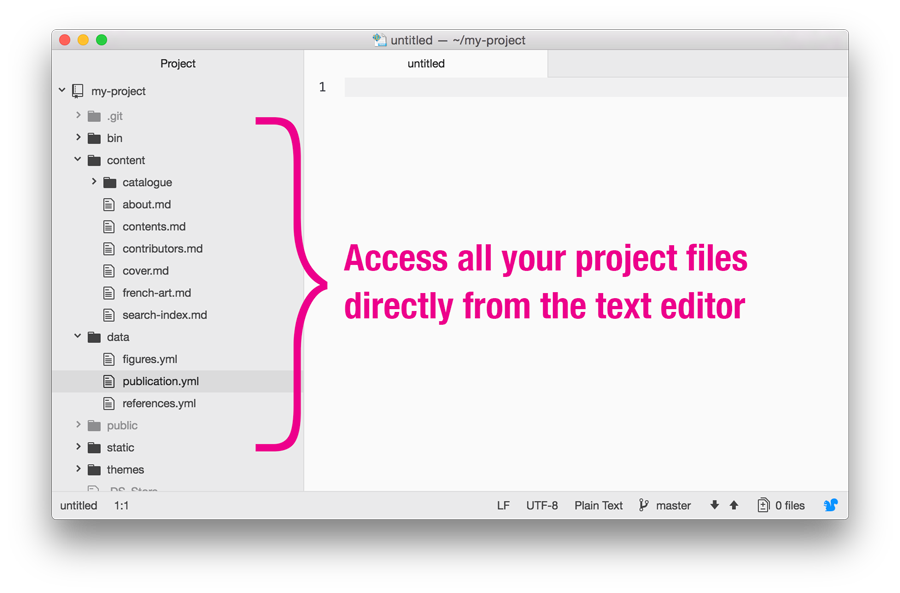 untitled — ~/my-project
Project
untitled
my-project
1
.git
bin
content
catalogue
about.md
contents.md
contributors.md
cover.md
french-art.md
search-index.md
data
figures.yml
publication.yml
references.yml
public
static
themes
.DS_Store
Access all your project files
directly from the text editor
untitled 1:1 LF UTF-8 Plain Text master 0 files